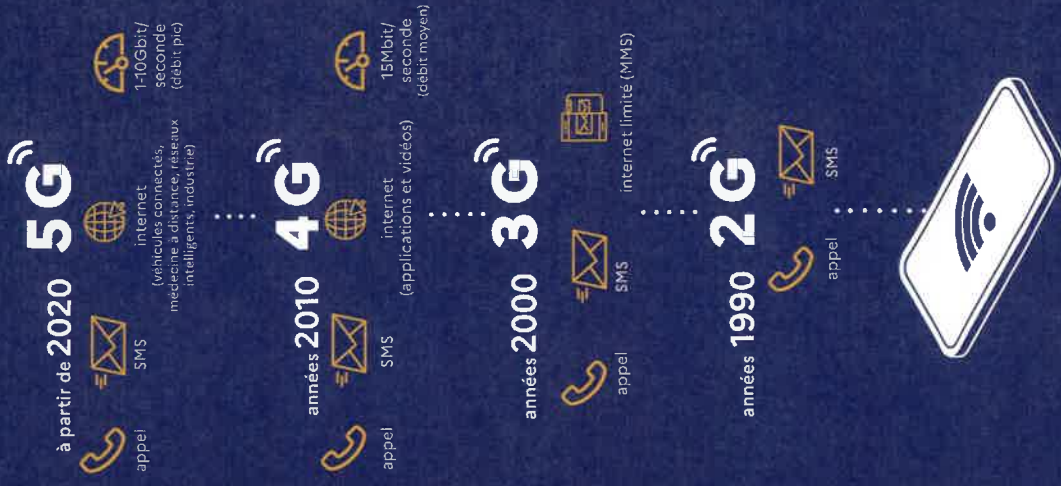 à partir de 2020 5G
appel
SMS
internet
(véhicules connectés,
médecine à distance, réseaux
intelligents, industrie)
1-10Gbit/
seconde
(débit pic)
années 2010 4G
appel
SMS
internet
(applications et vidéos)
15Mbit/
seconde
(débit moyen)
années 2000 3G
appel
SMS
internet limité (MMS)
années 1990 2G
appel
SMS